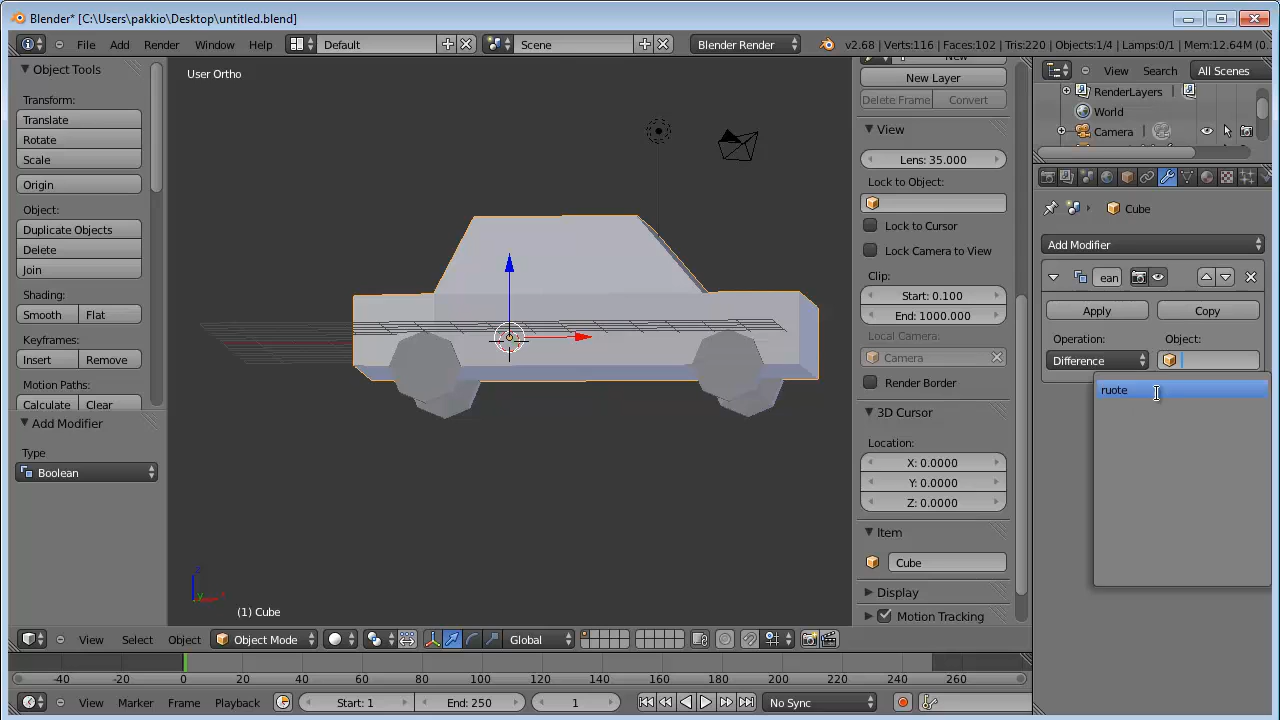 Blender* [C:\Users\pakkio\Desktop\untitled.blend]
File Add Render Window Help Default Scene Blender Render v2.68 | Verts:116 | Faces:102 | Tris:220 | Objects:1/4 | Lamps:0/1 | Mem:12.64M (0.
Object Tools
Transform:
Translate
Rotate
Scale
Origin
Object:
Duplicate Objects
Delete
Join
Shading:
Smooth Flat
Keyframes:
Insert Remove
Motion Paths:
Calculate Clear
Add Modifier
Type
Boolean
User Ortho
z
x
y
(1) Cube
New
New Layer
Delete Frame Convert
View
Lens: 35.000
Lock to Object:
Lock to Cursor
Lock Camera to View
Clip:
Start: 0.100
End: 1000.000
Local Camera:
Camera
Render Border
3D Cursor
Location:
X: 0.0000
Y: 0.0000
Z: 0.0000
Item
Cube
Display
Motion Tracking
View Search All Scenes
RenderLayers
World
Camera
Cube
Add Modifier
ean
Apply Copy
Operation: Object:
Difference
ruote
View Select Object Object Mode Global
-40 -20 0 20 40 60 80 100 120 140 160 180 200 220 240 260
View Marker Frame Playback Start: 1 End: 250 1 No Sync